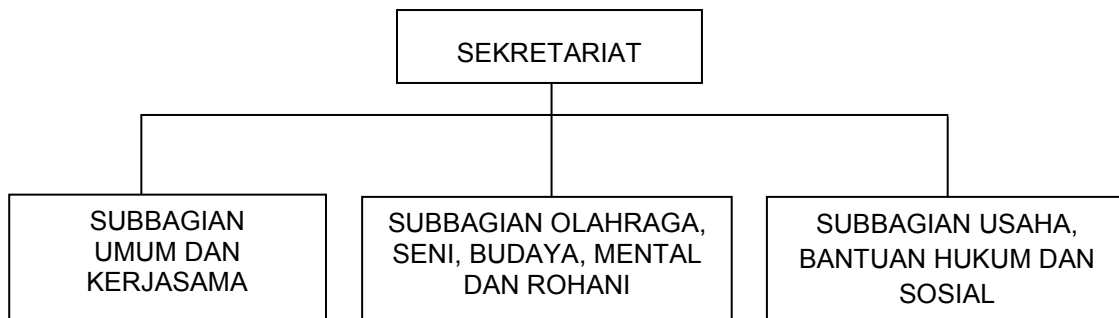 SEKRETARIAT
SUBBAGIAN
UMUM DAN
KERJASAMA
SUBBAGIAN OLAHRAGA,
SENI, BUDAYA, MENTAL
DAN ROHANI
SUBBAGIAN USAHA,
BANTUAN HUKUM DAN
SOSIAL